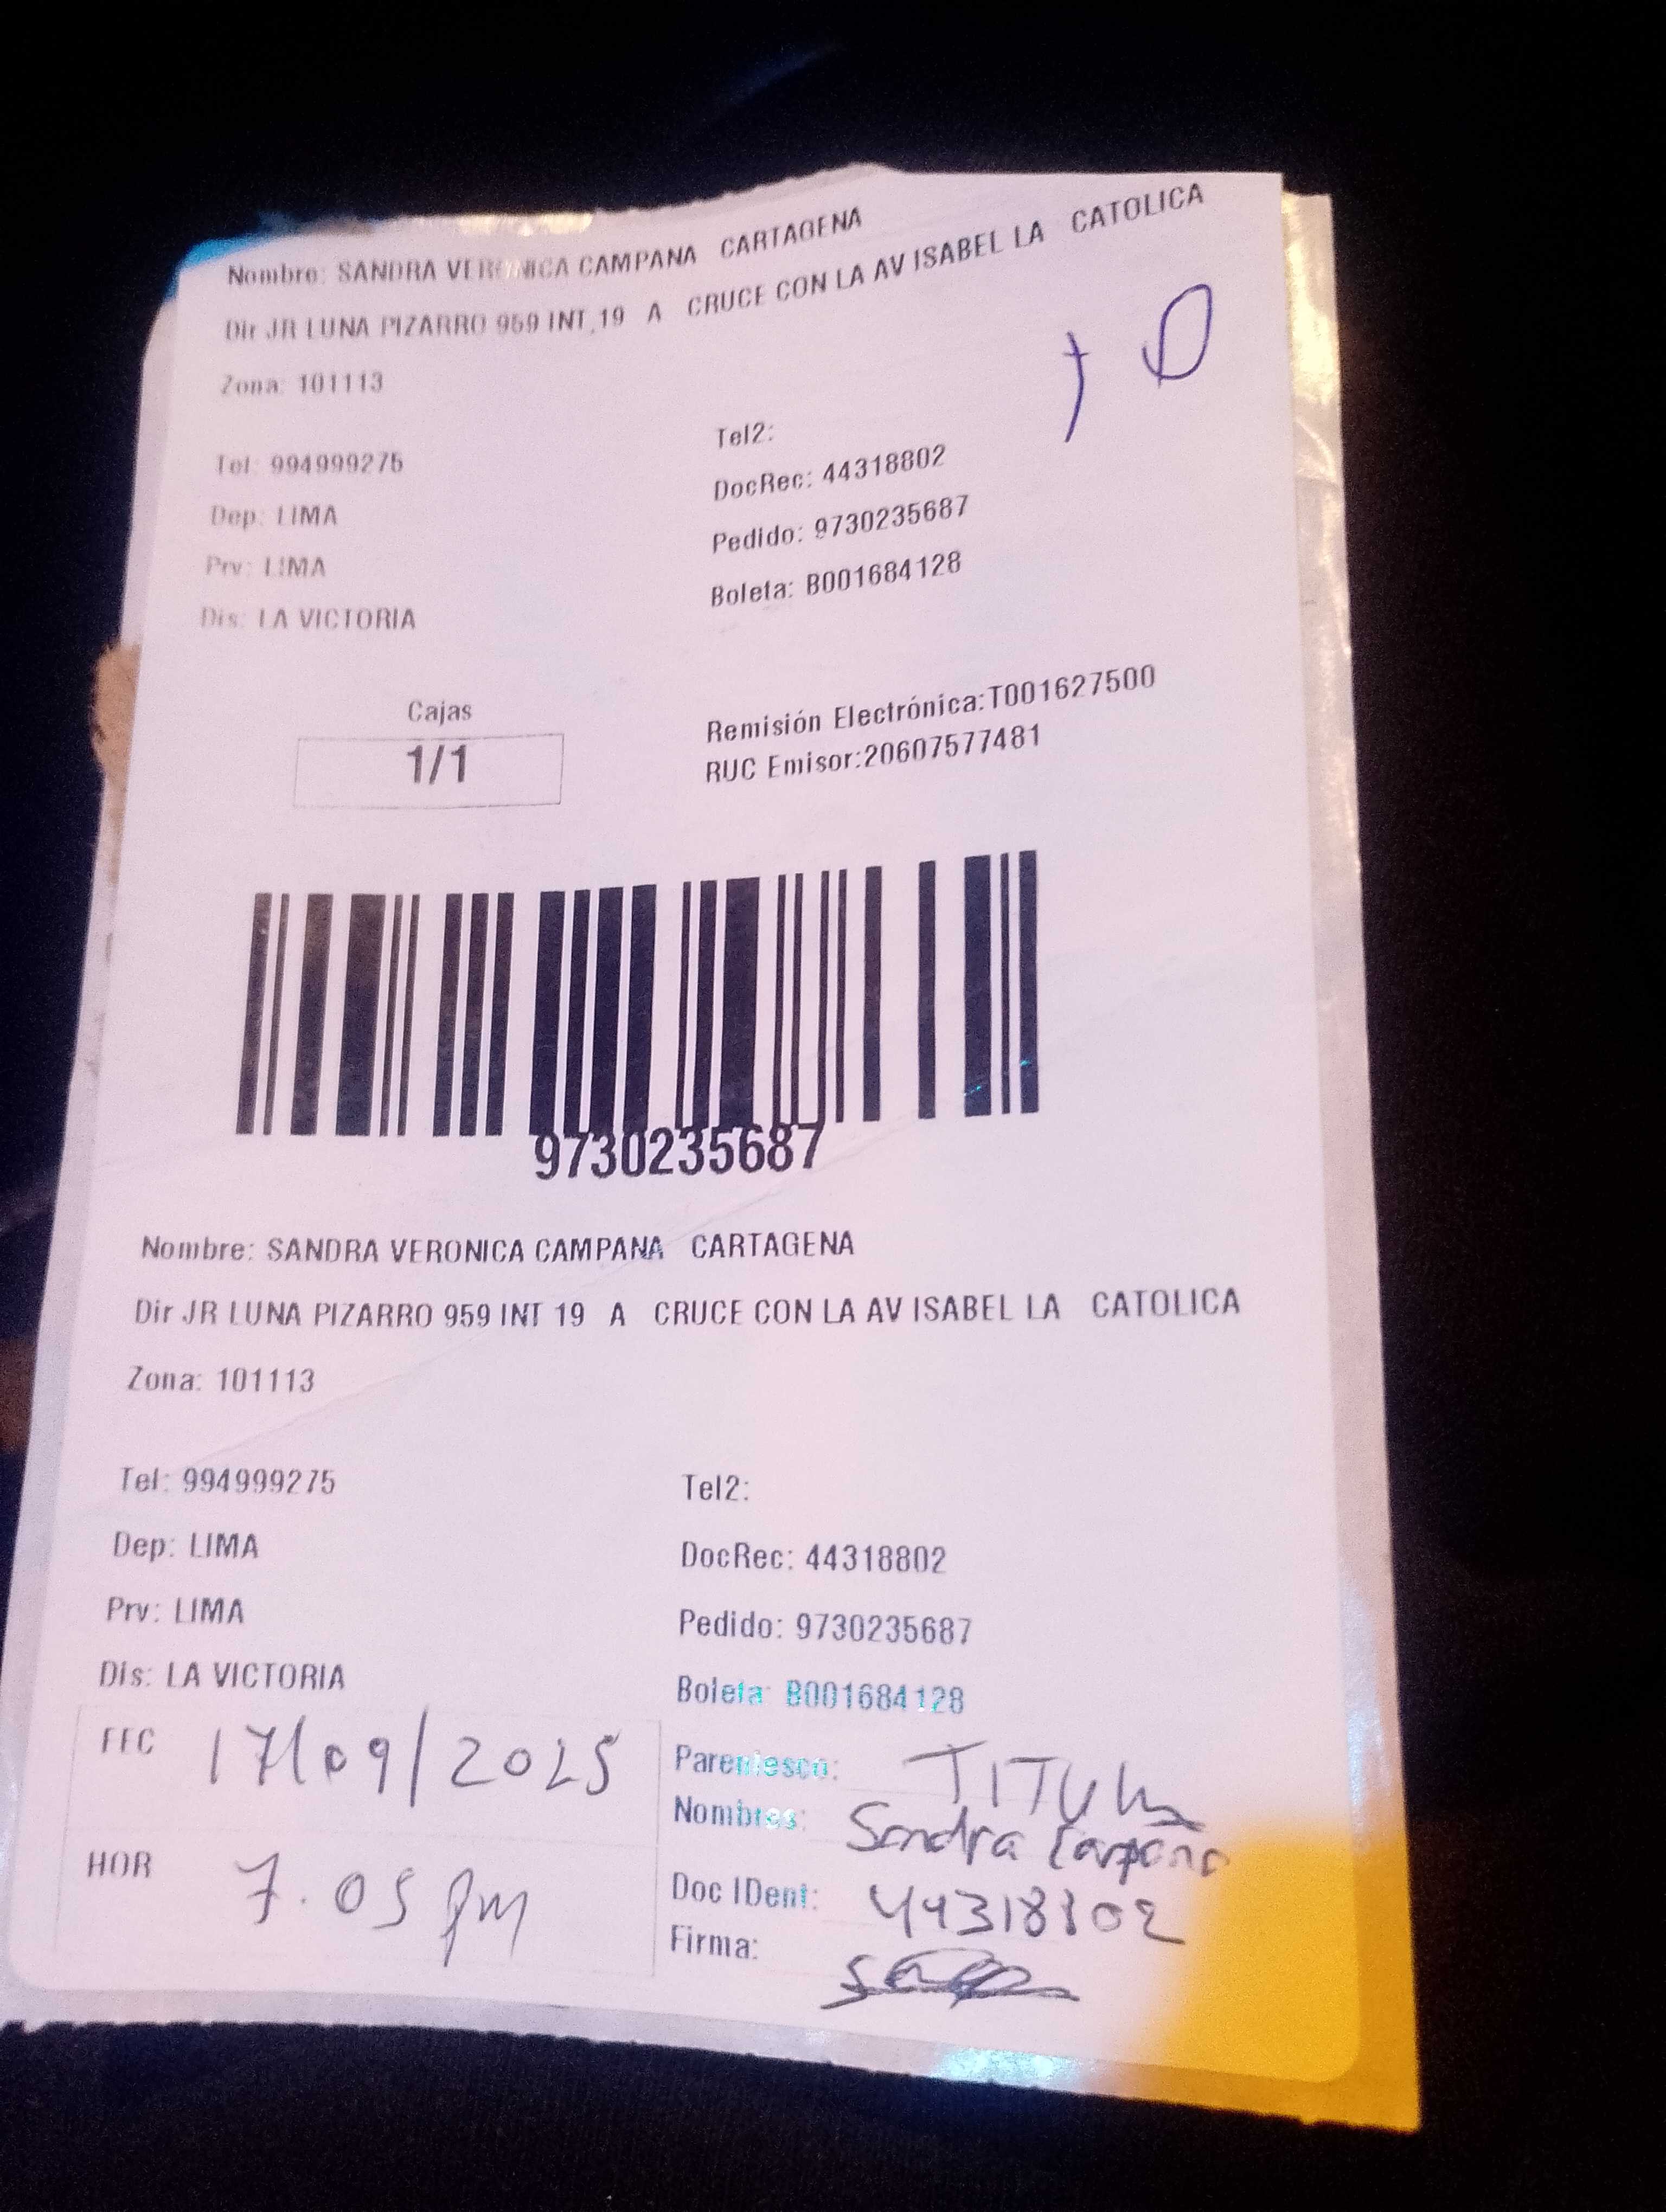 Nombre: SANDRA VERONICA CAMPANA CARTAGENA
Dir JR LUNA PIZARRO 959 INT 19 A CRUCE CON LA AV ISABEL LA CATOLICA
Zona: 101113
Tel: 994999275
Tel2:
Dep: LIMA
DocRec: 44318802
Prv: LIMA
Pedido: 9730235687
Dis: LA VICTORIA
Boleta: B001684128
Cajas
1/1
Remisión Electrónica:T001627500
RUC Emisor:20607577481
9730235687
Nombre: SANDRA VERONICA CAMPANA CARTAGENA
Dir JR LUNA PIZARRO 959 INT 19 A CRUCE CON LA AV ISABEL LA CATOLICA
Zona: 101113
Tel: 994999275
Tel2:
Dep: LIMA
DocRec: 44318802
Prv: LIMA
Pedido: 9730235687
Dis: LA VICTORIA
Boleta: B001684128
FEC 17/09/2025
HOR 7.05 pm
Parentesco:
Nombres: Sandra
Doc IDent: 44318802
Firma: